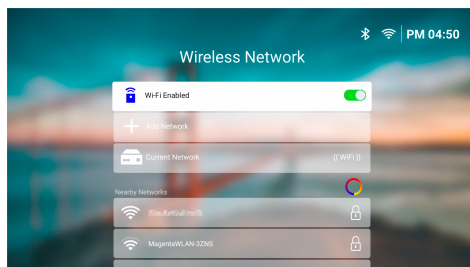 PM 04:50
Wireless Network
Wi-Fi Enabled
Add Network
Current Network
(( WiFi ))
Nearby Networks
MagentaWLAN-3ZNS